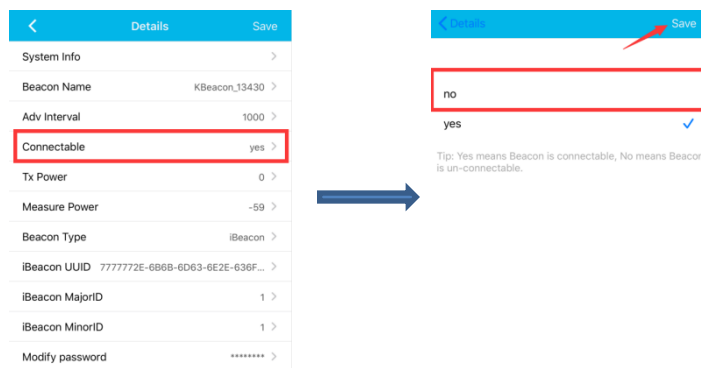 Details Save
System Info
Beacon Name KBeacon_13430
Adv Interval 1000
Connectable yes
Tx Power 0
Measure Power -59
Beacon Type iBeacon
iBeacon UUID 7777772E-6B6B-6D63-6E2E-636F...
iBeacon MajorID 1
iBeacon MinorID 1
Modify password ********
Details Save
no
yes
Tip: Yes means Beacon is connectable, No means Beacon
is un-connectable.